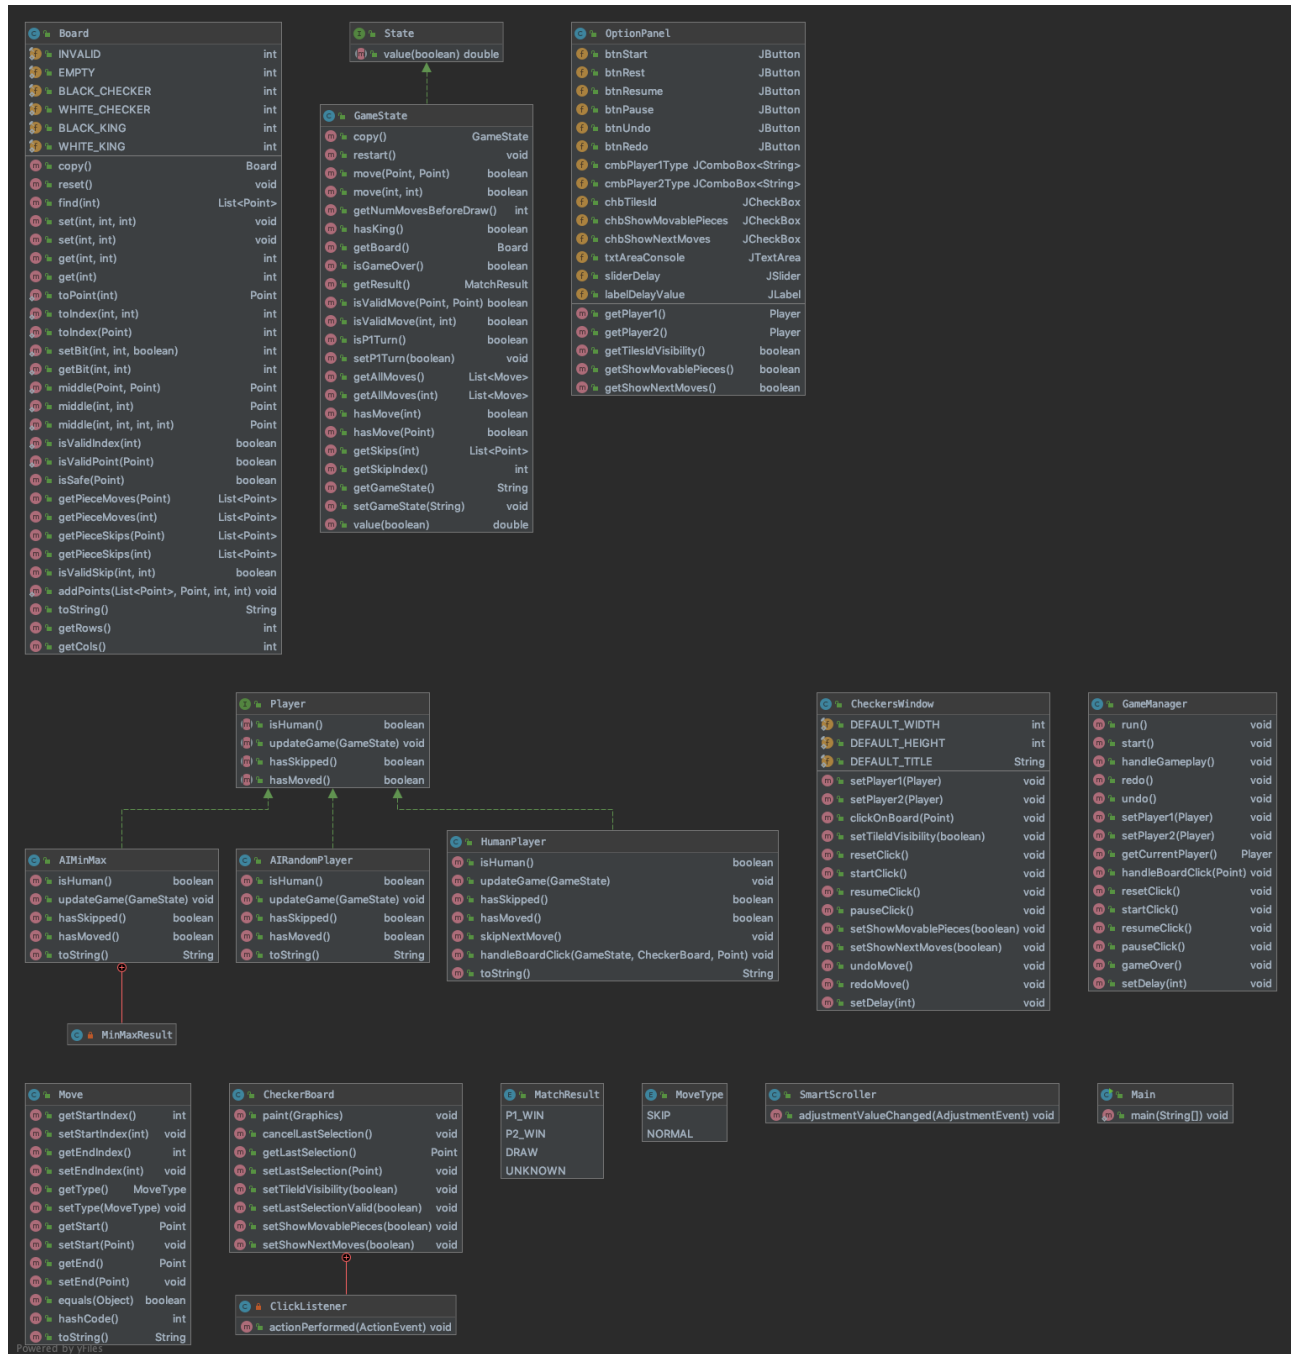 Board
INVALID int
EMPTY int
BLACK_CHECKER int
WHITE_CHECKER int
BLACK_KING int
WHITE_KING int
copy() Board
reset() void
find(int) List<Point>
set(int, int, int) void
set(int, int) void
get(int, int) int
get(int) int
toPoint(int) Point
toIndex(int, int) int
toIndex(Point) int
setBit(int, int, boolean) int
getBit(int, int) int
middle(Point, Point) Point
middle(int, int) Point
middle(int, int, int, int) Point
isValidIndex(int) boolean
isValidPoint(Point) boolean
isSafe(Point) boolean
getPieceMoves(Point) List<Point>
getPieceMoves(int) List<Point>
getPieceSkips(Point) List<Point>
getPieceSkips(int) List<Point>
isValidSkip(int, int) boolean
addPoints(List<Point>, Point, int, int) void
toString() String
getRows() int
getCols() int
State
value(boolean) double
GameState
copy() GameState
restart() void
move(Point, Point) boolean
move(int, int) boolean
getNumMovesBeforeDraw() int
hasKing() boolean
getBoard() Board
isGameOver() boolean
getResult() MatchResult
isValidMove(Point, Point) boolean
isValidMove(int, int) boolean
isP1Turn() boolean
setP1Turn(boolean) void
getAllMoves() List<Move>
getAllMoves(int) List<Move>
hasMove(int) boolean
hasMove(Point) boolean
getSkips(int) List<Point>
getSkipIndex() int
getGameState() String
setGameState(String) void
value(boolean) double
OptionPanel
btnStart JButton
btnRest JButton
btnResume JButton
btnPause JButton
btnUndo JButton
btnRedo JButton
cmbPlayer1Type JComboBox<String>
cmbPlayer2Type JComboBox<String>
chbTilesId JCheckBox
chbShowMovablePieces JCheckBox
chbShowNextMoves JCheckBox
txtAreaConsole JTextArea
sliderDelay JSlider
labelDelayValue JLabel
getPlayer1() Player
getPlayer2() Player
getTilesIdVisibility() boolean
getShowMovablePieces() boolean
getShowNextMoves() boolean
Player
isHuman() boolean
updateGame(GameState) void
hasSkipped() boolean
hasMoved() boolean
AIMinMax
isHuman() boolean
updateGame(GameState) void
hasSkipped() boolean
hasMoved() boolean
toString() String
MinMaxResult
AIRandomPlayer
isHuman() boolean
updateGame(GameState) void
hasSkipped() boolean
hasMoved() boolean
toString() String
HumanPlayer
isHuman() boolean
updateGame(GameState) void
hasSkipped() boolean
hasMoved() boolean
skipNextMove() void
handleBoardClick(GameState, CheckerBoard, Point) void
toString() String
CheckersWindow
DEFAULT_WIDTH int
DEFAULT_HEIGHT int
DEFAULT_TITLE String
setPlayer1(Player) void
setPlayer2(Player) void
clickOnBoard(Point) void
setTileIdVisibility(boolean) void
resetClick() void
startClick() void
resumeClick() void
pauseClick() void
setShowMovablePieces(boolean) void
setShowNextMoves(boolean) void
undoMove() void
redoMove() void
setDelay(int) void
GameManager
run() void
start() void
handleGameplay() void
redo() void
undo() void
setPlayer1(Player) void
setPlayer2(Player) void
getCurrentPlayer() Player
handleBoardClick(Point) void
resetClick() void
startClick() void
resumeClick() void
pauseClick() void
gameOver() void
setDelay(int) void
Move
getStartIndex() int
setStartIndex(int) void
getEndIndex() int
setEndIndex(int) void
getType() MoveType
setType(MoveType) void
getStart() Point
setStart(Point) void
getEnd() Point
setEnd(Point) void
equals(Object) boolean
hashCode() int
toString() String
CheckerBoard
paint(Graphics) void
cancelLastSelection() void
getLastSelection() Point
setLastSelection(Point) void
setTileIdVisibility(boolean) void
setLastSelectionValid(boolean) void
setShowMovablePieces(boolean) void
setShowNextMoves(boolean) void
ClickListener
actionPerformed(ActionEvent) void
MatchResult
P1_WIN
P2_WIN
DRAW
UNKNOWN
MoveType
SKIP
NORMAL
SmartScroller
adjustmentValueChanged(AdjustmentEvent) void
Main
main(String[]) void
Powered by yFiles